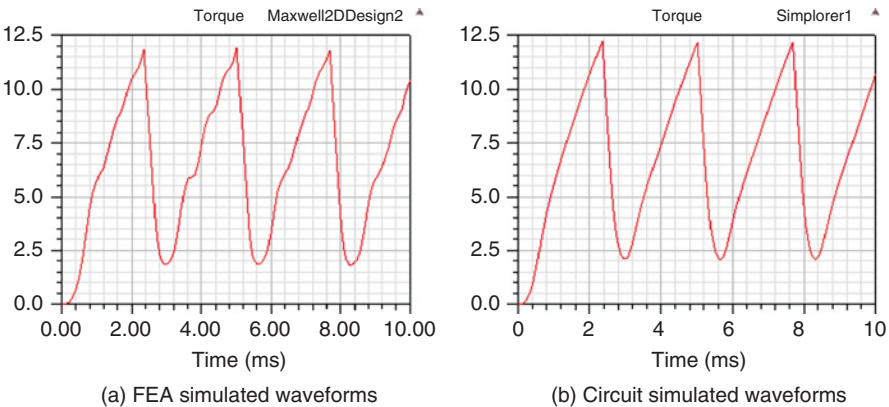 Torque Maxwell2DDesign2
12.5
10.0
7.5
5.0
2.5
0.0
0.00 2.00 4.00 6.00 8.00 10.00
Time (ms)
(a) FEA simulated waveforms
Torque Simplorer1
12.5
10.0
7.5
5.0
2.5
0.0
0 2 4 6 8 10
Time (ms)
(b) Circuit simulated waveforms